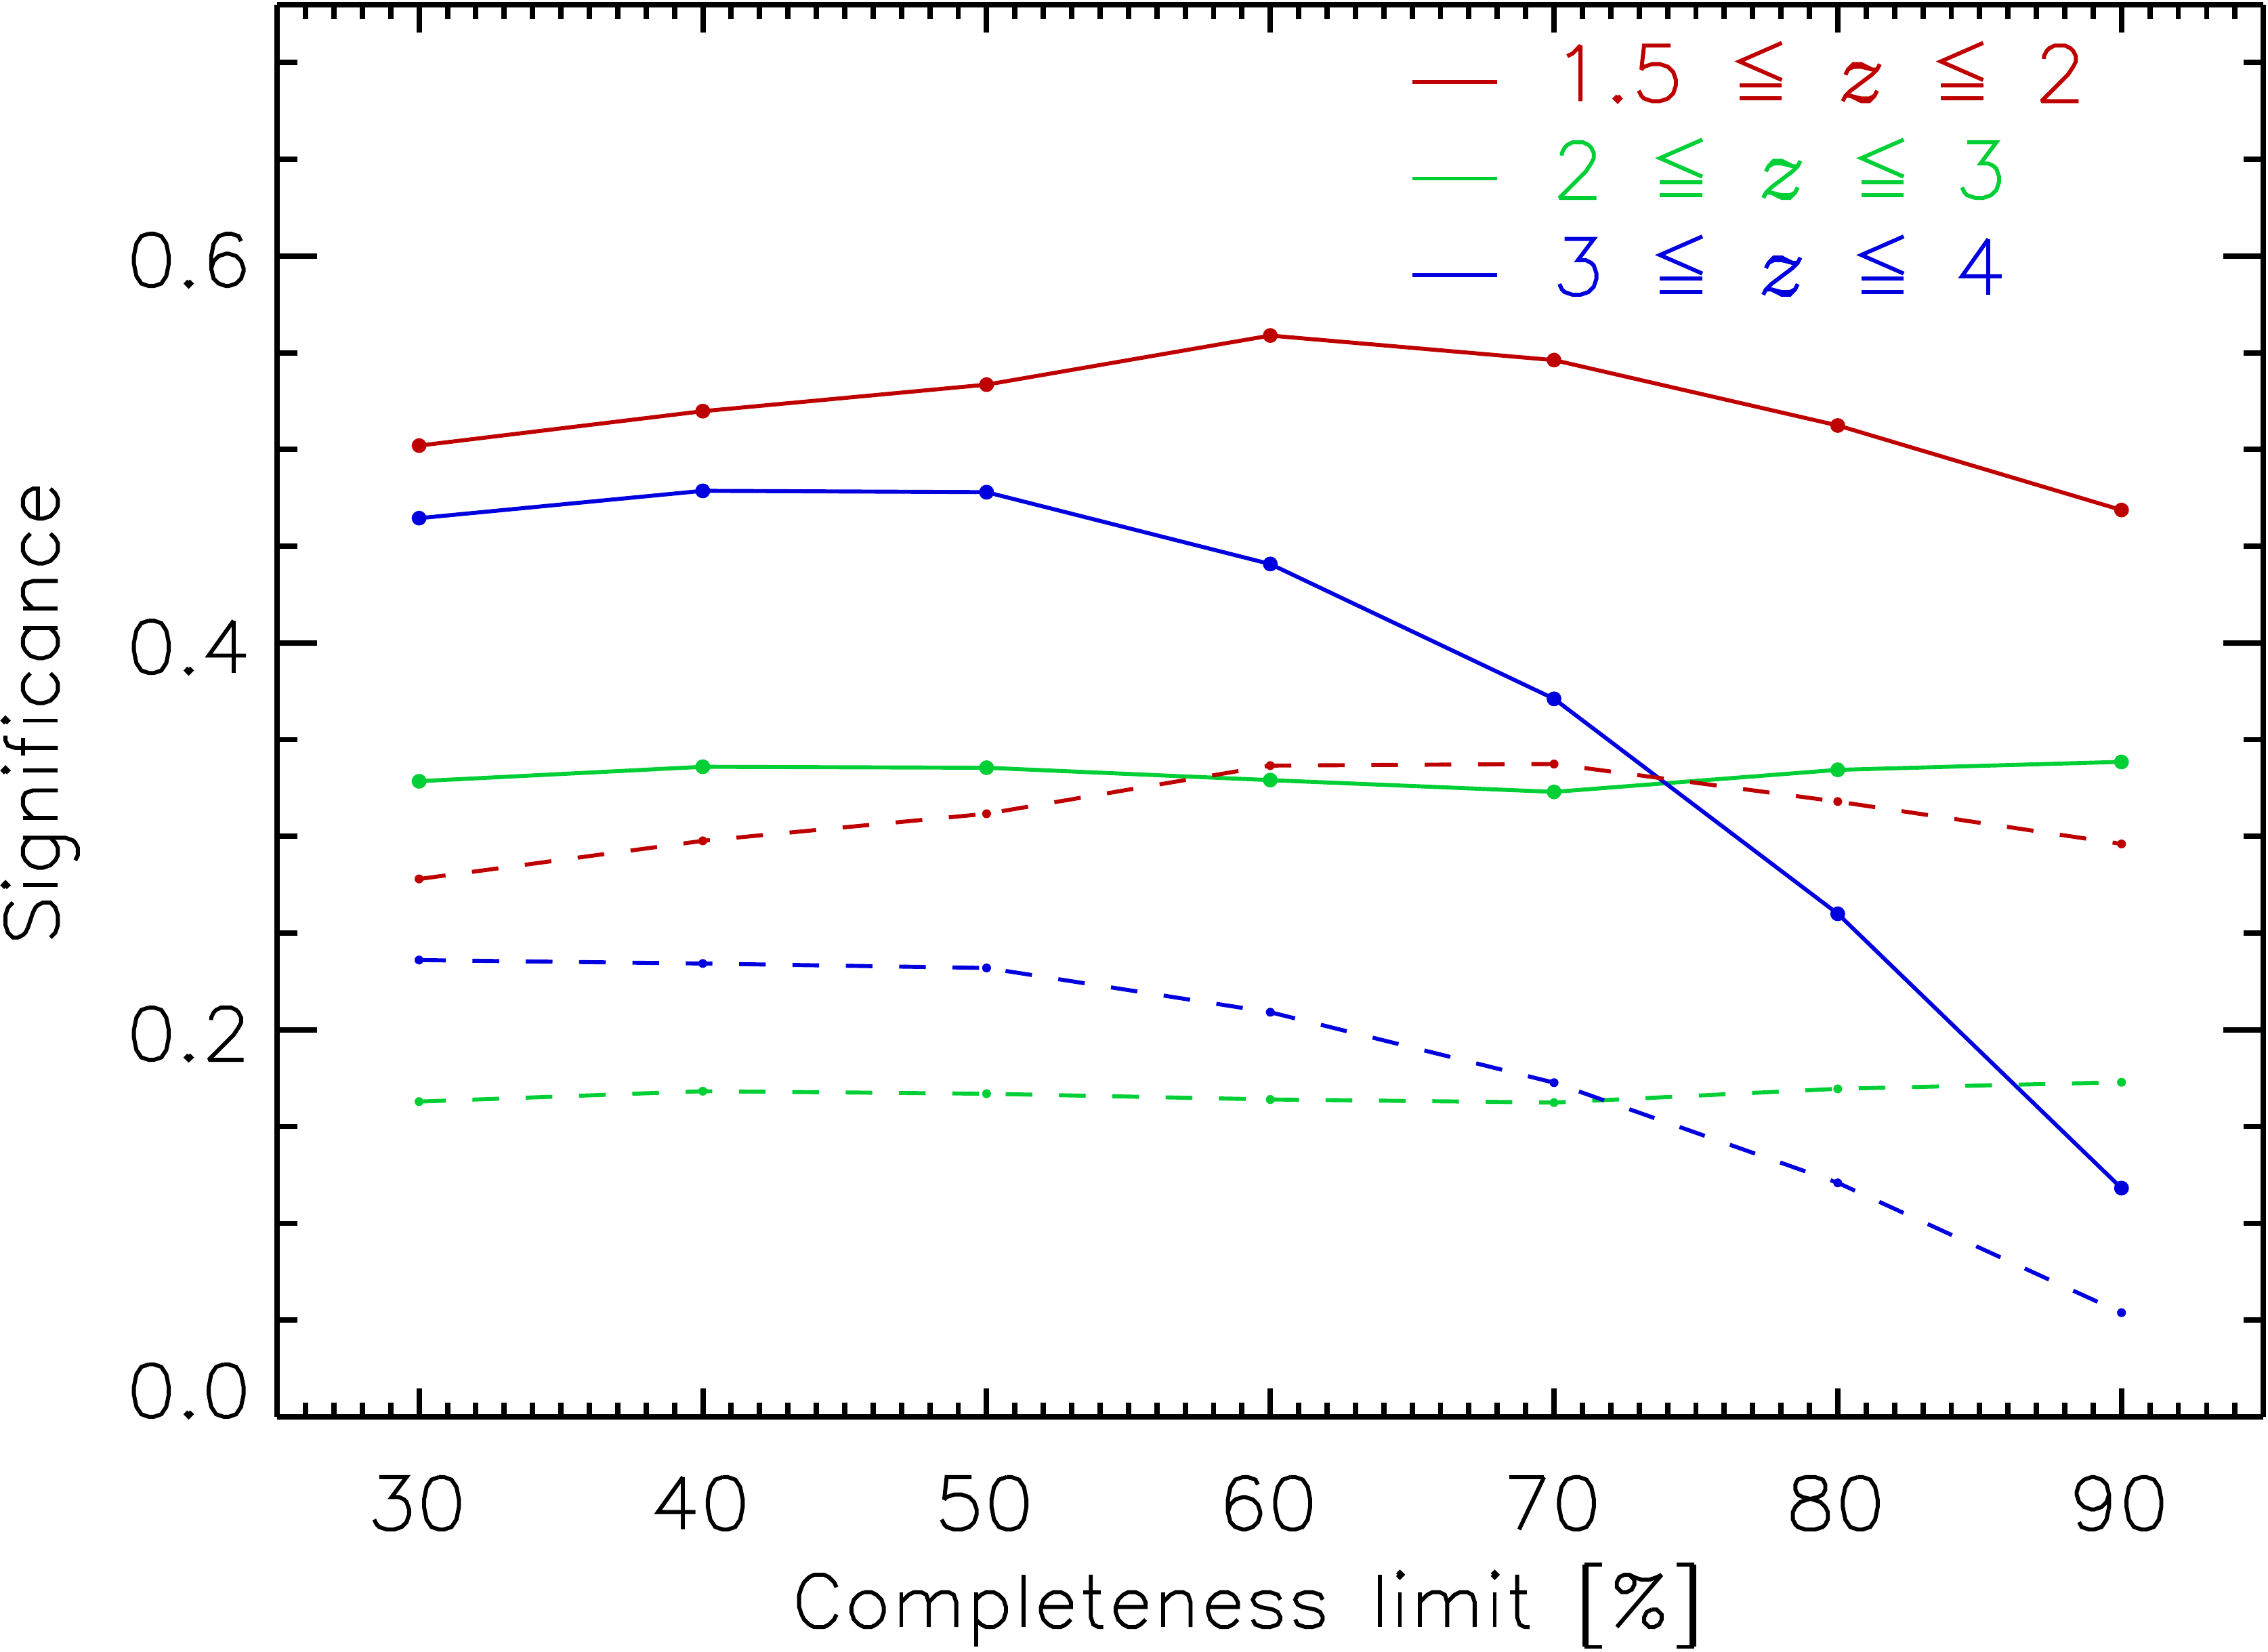 1.5 ≦ z ≦ 2
2 ≦ z ≦ 3
3 ≦ z ≦ 4
Significance
0.6
0.4
0.2
0.0
30 40 50 60 70 80 90
Completeness limit [%]